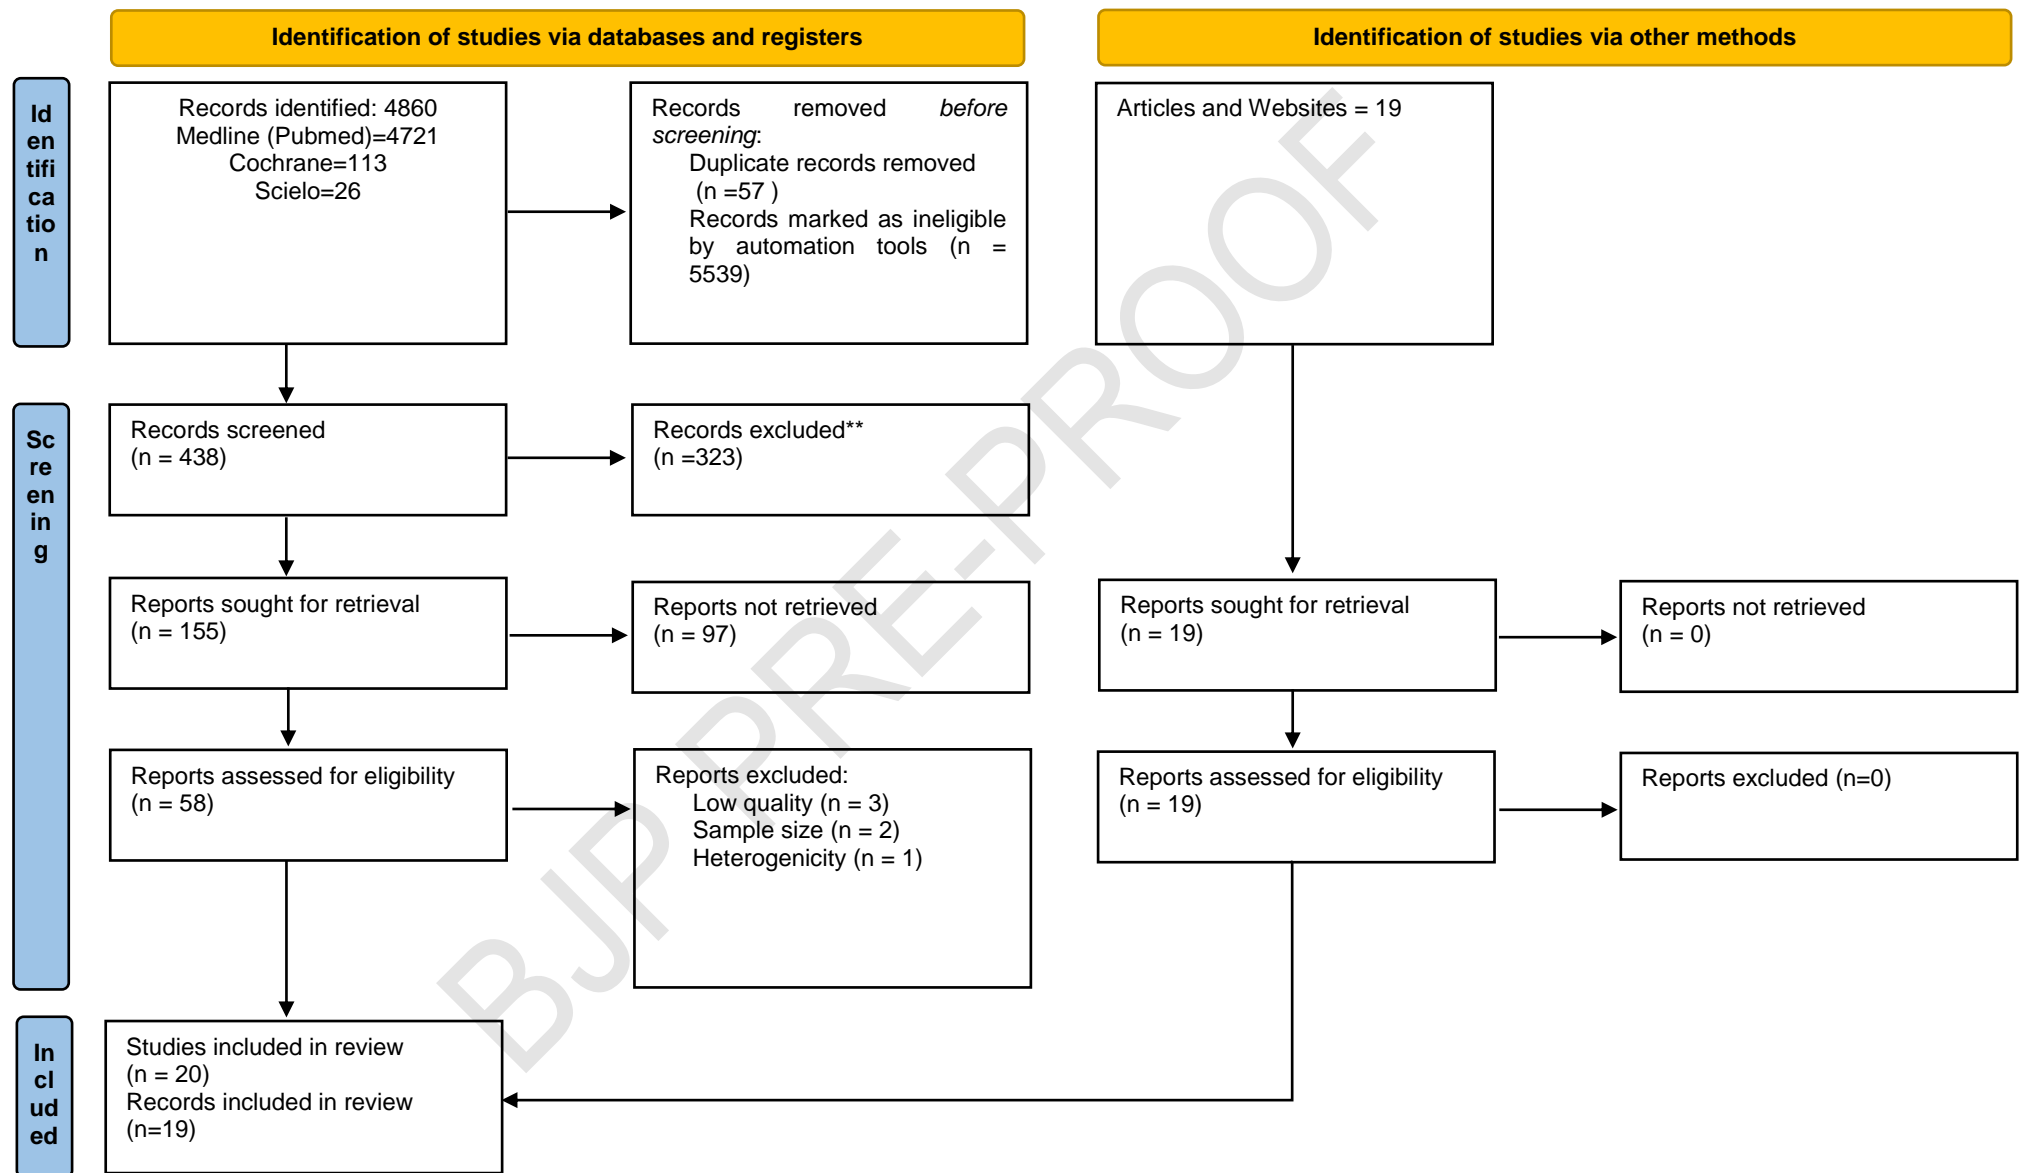 Identification of studies via databases and registers
Identification of studies via other methods
Id
en
tifi
ca
tio
n
Records identified: 4860
Medline (Pubmed)=4721
Cochrane=113
Scielo=26
Records removed before
screening:
Duplicate records removed
(n =57 )
Records marked as ineligible
by automation tools (n =
5539)
Articles and Websites = 19
Sc
re
en
in
g
Records screened
(n = 438)
Records excluded**
(n =323)
Reports sought for retrieval
(n = 155)
Reports not retrieved
(n = 97)
Reports sought for retrieval
(n = 19)
Reports not retrieved
(n = 0)
Reports assessed for eligibility
(n = 58)
Reports excluded:
Low quality (n = 3)
Sample size (n = 2)
Heterogenicity (n = 1)
Reports assessed for eligibility
(n = 19)
Reports excluded (n=0)
In
cl
ud
ed
Studies included in review
(n = 20)
Records included in review
(n=19)
BJP PRE-PROOF